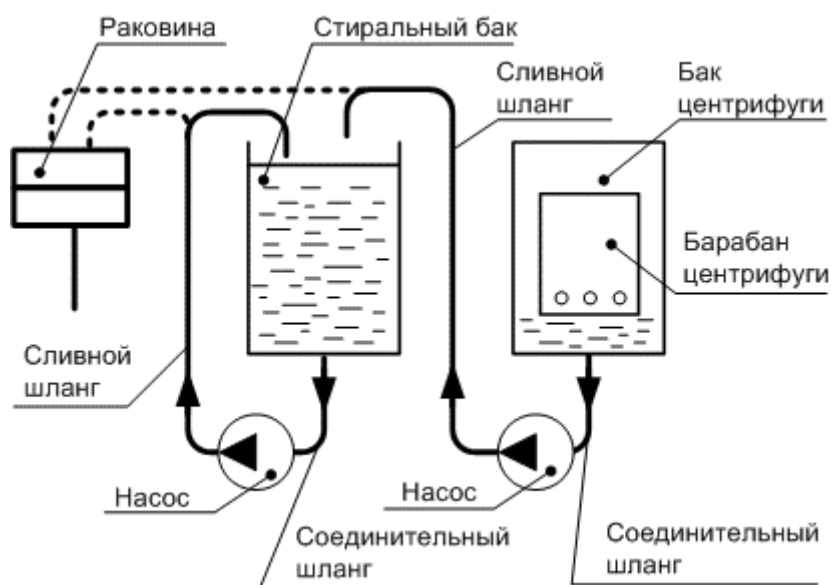 Раковина
Стиральный бак
Сливной
шланг
Бак
центрифуги
Барабан
центрифуги
Сливной
шланг
Насос
Насос
Соединительный
шланг
Соединительный
шланг